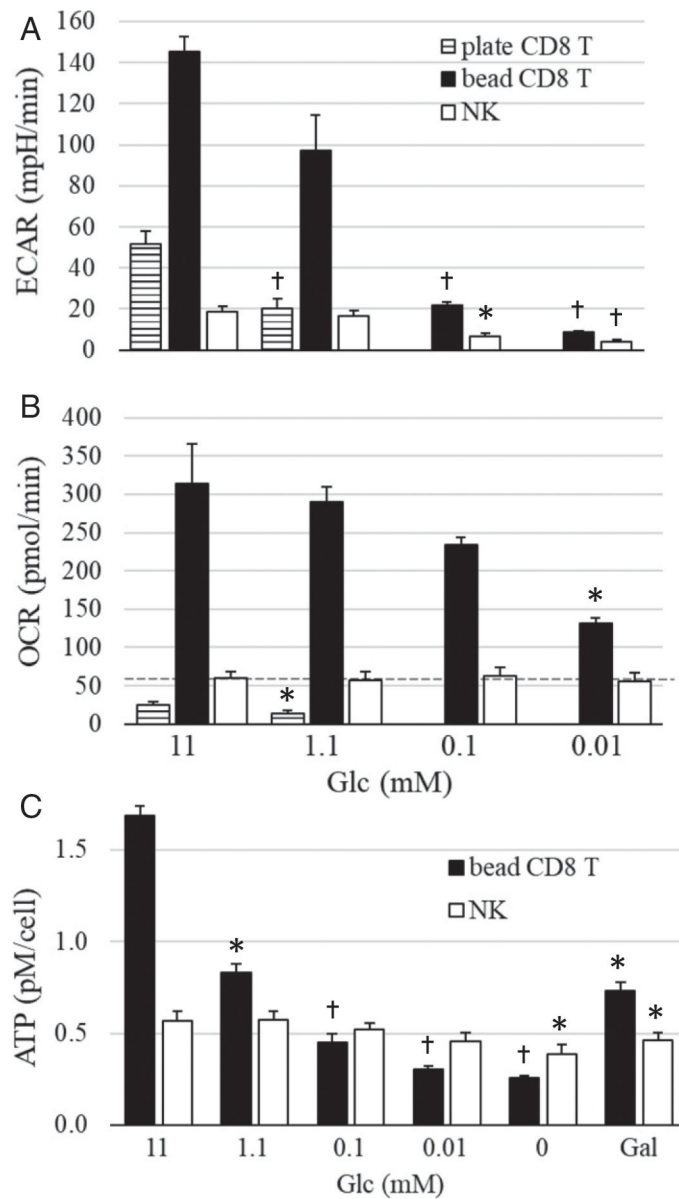 A
ECAR (mpH/min)
160
140
120
100
80
60
40
20
0
plate CD8 T
bead CD8 T
NK
†
†
*
†
†
B
OCR (pmol/min)
400
350
300
250
200
150
100
50
0
*
*
11 1.1 0.1 0.01
Glc (mM)
C
ATP (pM/cell)
1.5
1.0
0.5
0.0
bead CD8 T
NK
*
†
†
†
*
*
*
11 1.1 0.1 0.01 0 Gal
Glc (mM)